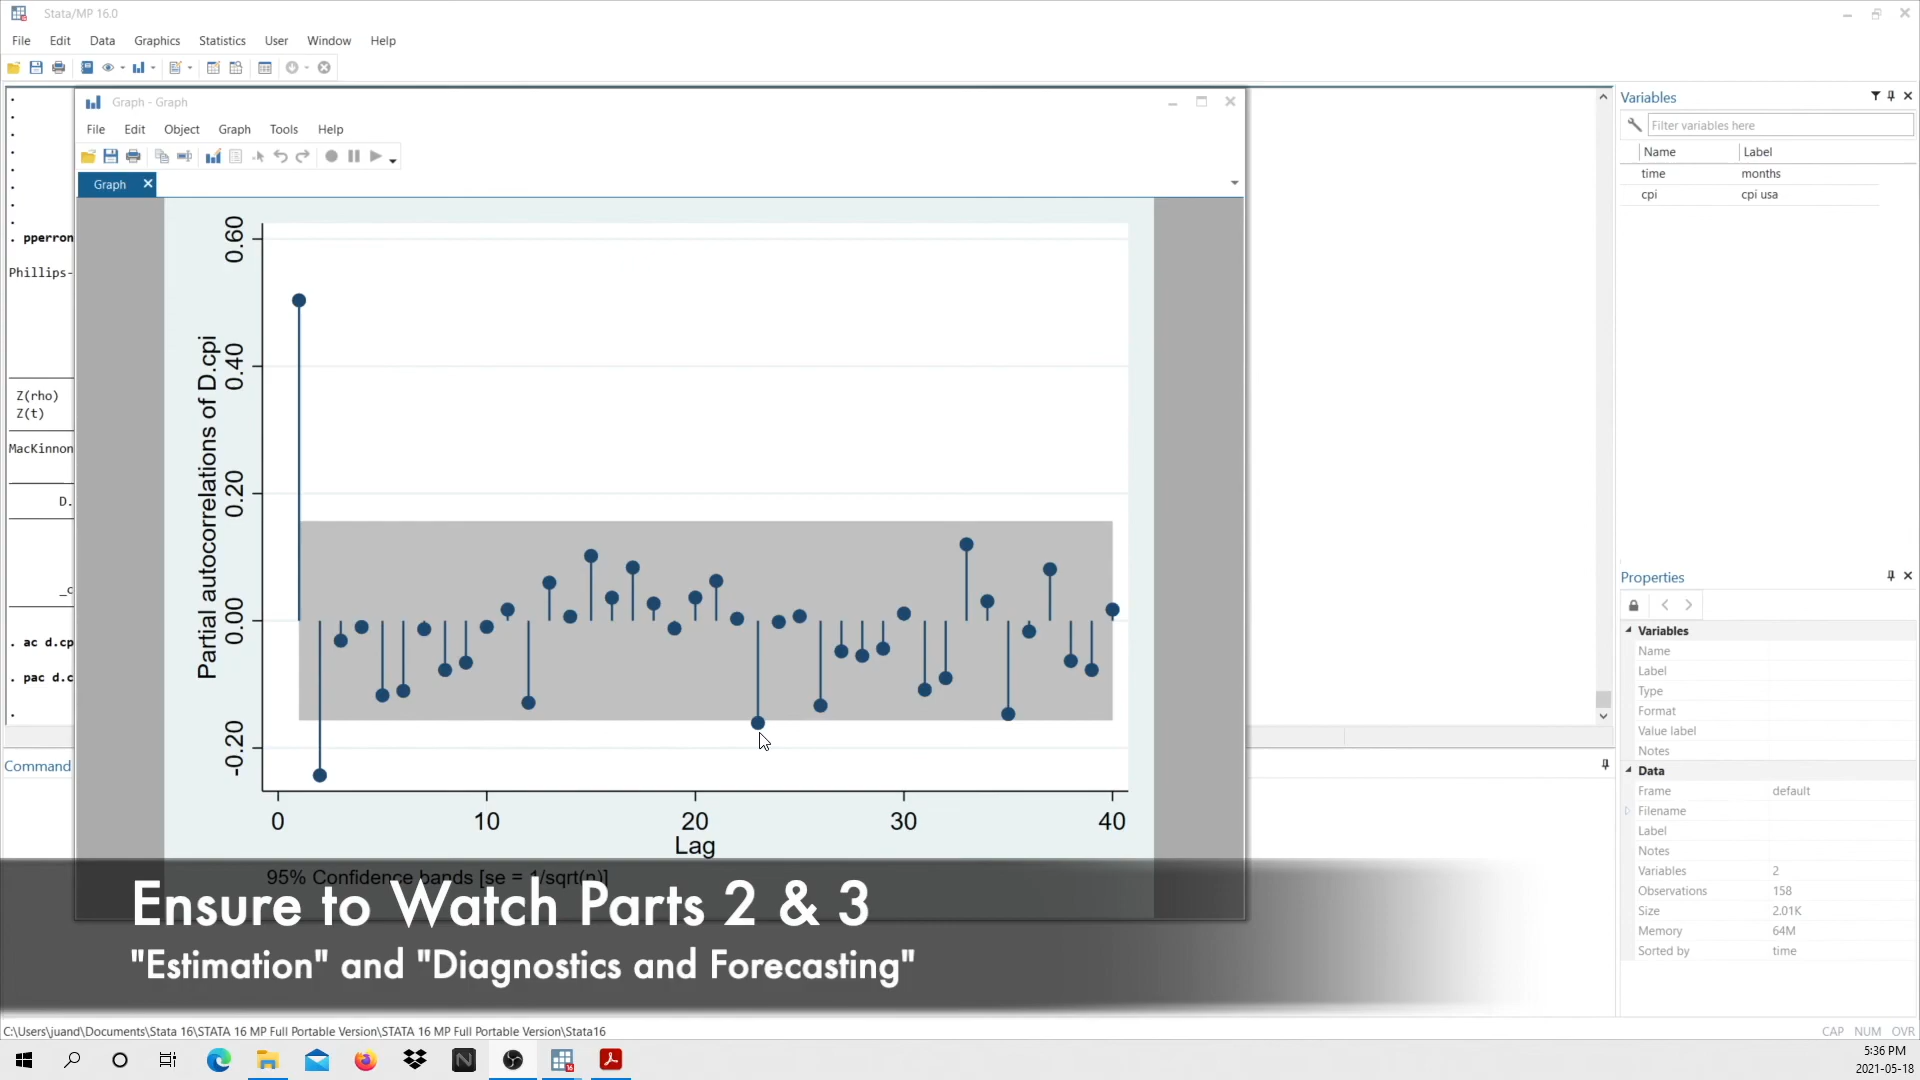 Stata/MP 16.0
File Edit Data Graphics Statistics User Window Help
. pperron
Phillips-
Z(rho)
Z(t)
MacKinnon
D.
_c
. ac d.cp
. pac d.c
.
Command
Graph - Graph
File Edit Object Graph Tools Help
Graph
Partial autocorrelations of D.cpi
0.60
0.40
0.20
0.00
-0.20
0 10 20 30 40
Lag
95% Confidence bands [se = 1/sqrt(n)]
Variables
Filter variables here
Name Label
time months
cpi cpi usa
Properties
Variables
Name
Label
Type
Format
Value label
Notes
Data
Frame default
Filename
Label
Notes
Variables 2
Observations 158
Size 2.01K
Memory 64M
Sorted by time
Ensure to Watch Parts 2 & 3
"Estimation" and "Diagnostics and Forecasting"
C:\Users\juand\Documents\Stata 16\STATA 16 MP Full Portable Version\STATA 16 MP Full Portable Version\Stata16
CAP NUM OVR
5:36 PM
2021-05-18